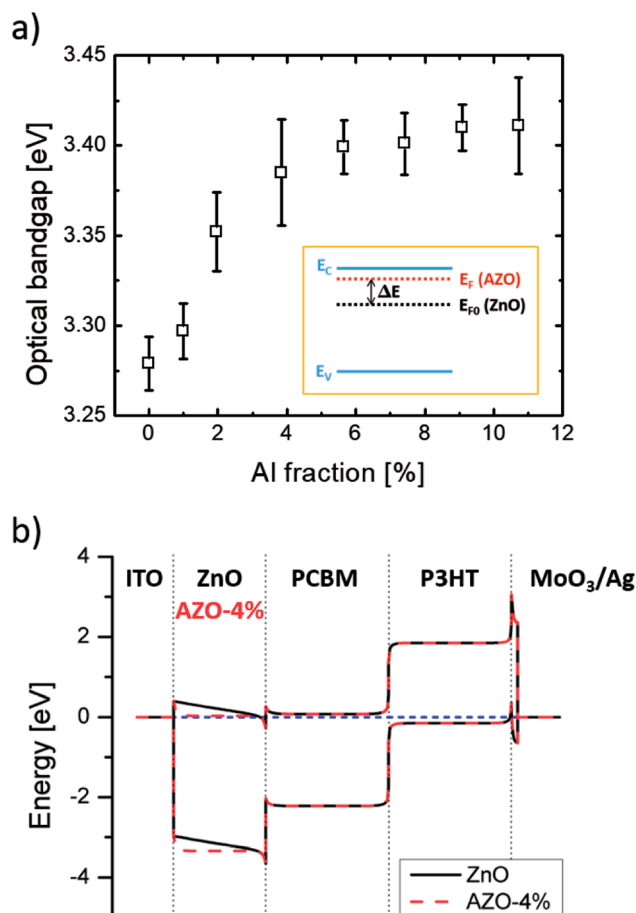 a)
3.45
3.40
3.35
3.30
3.25
Optical bandgap [eV]
E_C
E_F (AZO)
ΔE
E_F0 (ZnO)
E_V
0 2 4 6 8 10 12
Al fraction [%]
b)
4
2
0
-2
-4
Energy [eV]
ITO ZnO PCBM P3HT MoO₃/Ag
AZO-4%
ZnO
AZO-4%